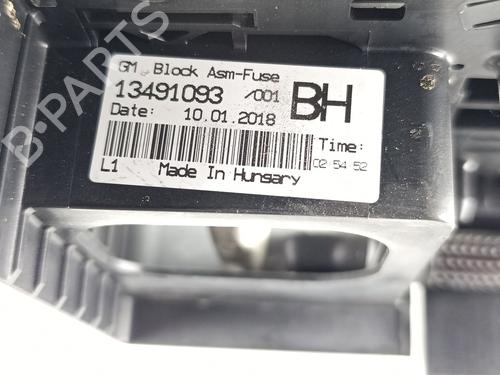 GM Block Asm-Fuse
13491093 /001 BH
Date: 10.01.2018
Time:
02 54 52
L1 Made In Hungary
B-PARTS